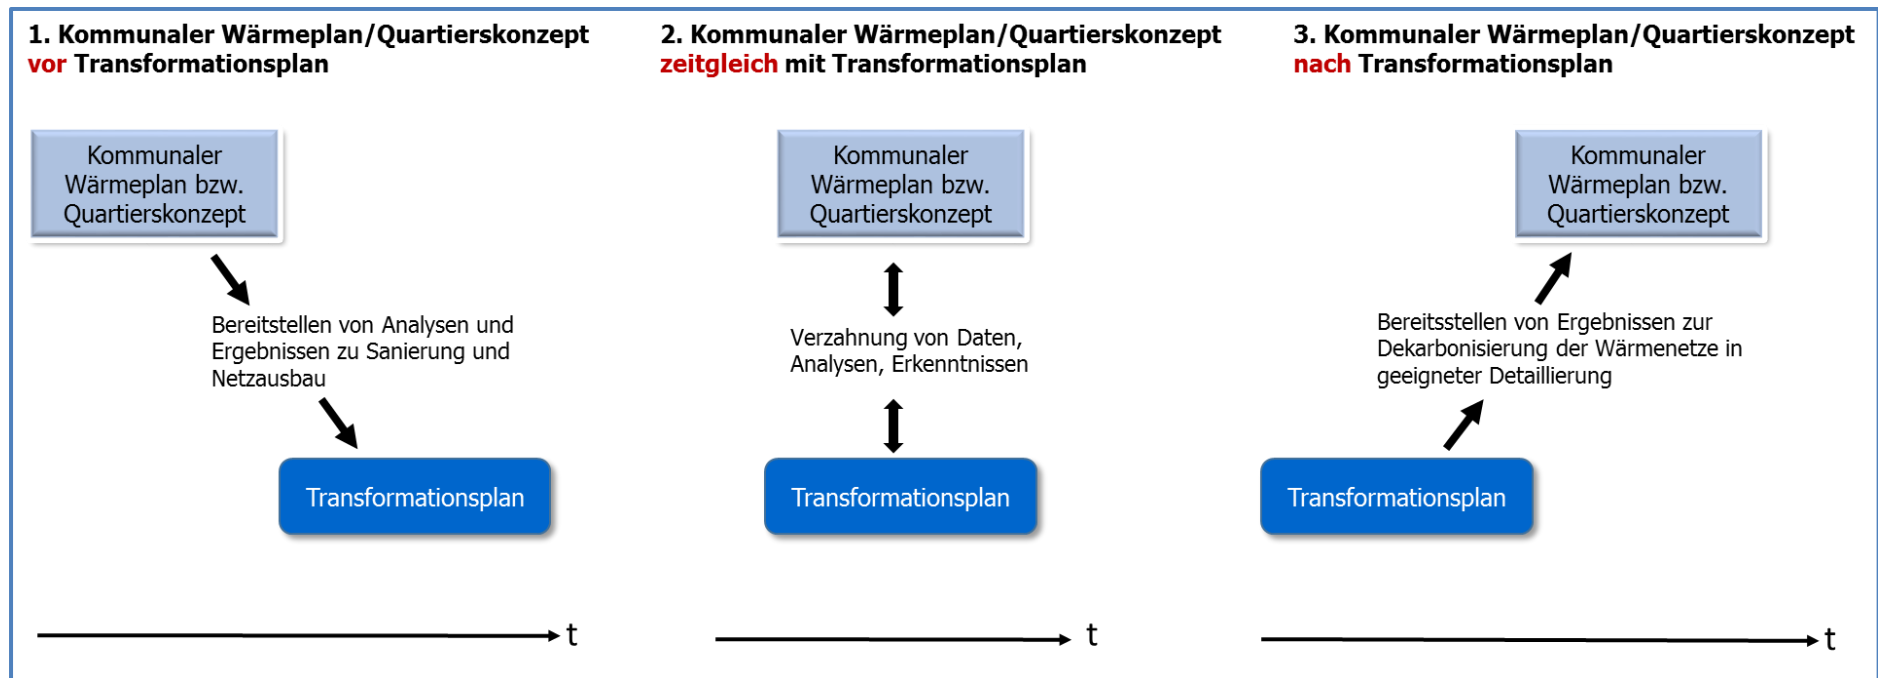 1. Kommunaler Wärmeplan/Quartierskonzept
vor Transformationsplan
Kommunaler
Wärmeplan bzw.
Quartierskonzept
Bereitstellen von Analysen und
Ergebnissen zu Sanierung und
Netzausbau
Transformationsplan
t
2. Kommunaler Wärmeplan/Quartierskonzept
zeitgleich mit Transformationsplan
Kommunaler
Wärmeplan bzw.
Quartierskonzept
Verzahnung von Daten,
Analysen, Erkenntnissen
Transformationsplan
t
3. Kommunaler Wärmeplan/Quartierskonzept
nach Transformationsplan
Kommunaler
Wärmeplan bzw.
Quartierskonzept
Bereitsstellen von Ergebnissen zur
Dekarbonisierung der Wärmenetze in
geeigneter Detaillierung
Transformationsplan
t